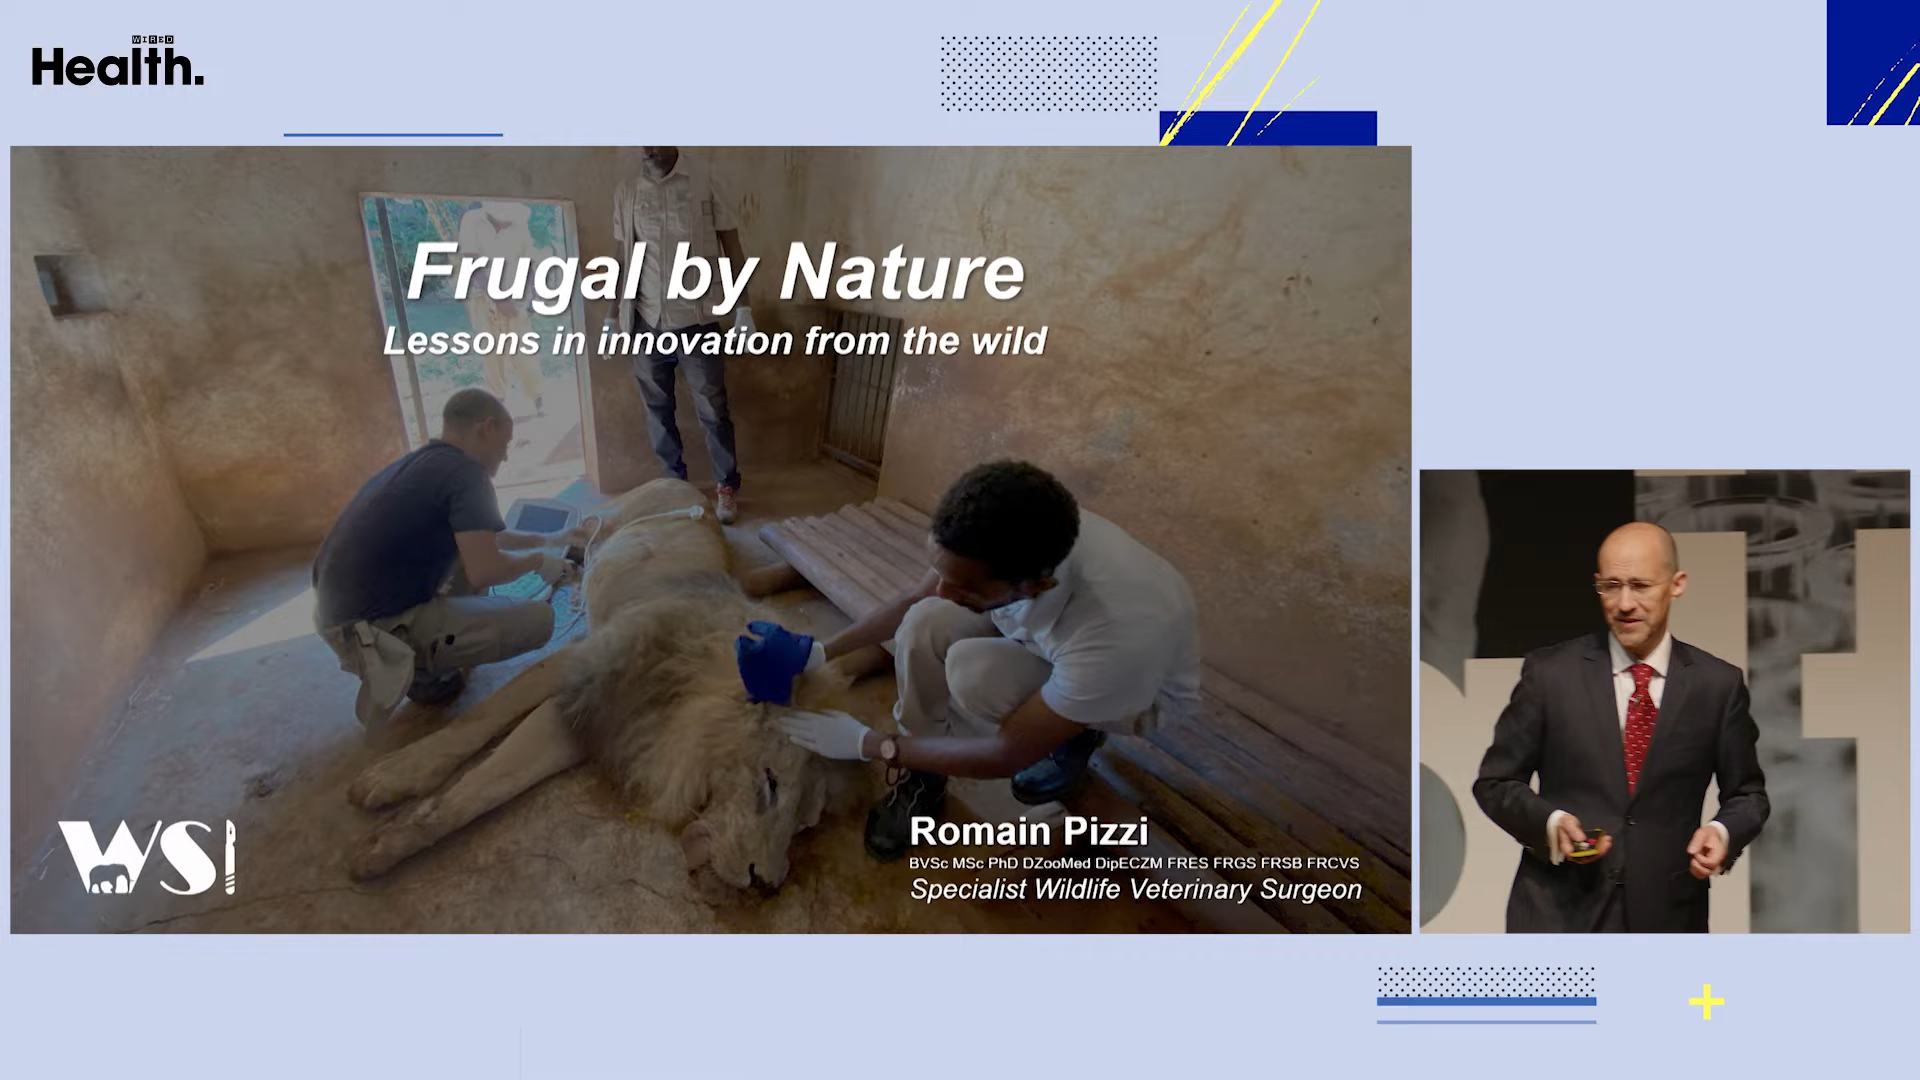 WIRED
Health.
Frugal by Nature
Lessons in innovation from the wild
WSI
Romain Pizzi
BVSc MSc PhD DZooMed DipECZM FRES FRGS FRSB FRCVS
Specialist Wildlife Veterinary Surgeon